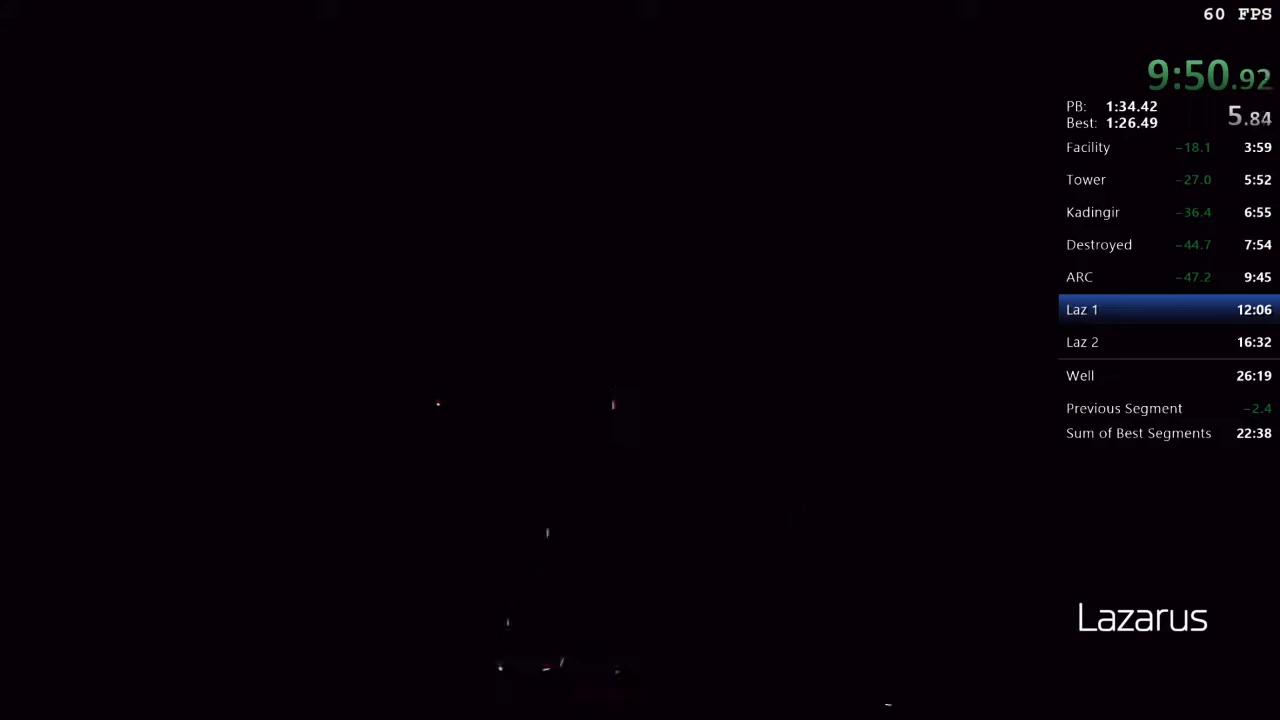 60 FPS
9:50.92
PB: 1:34.42
Best: 1:26.49
5.84
Facility -18.1 3:59
Tower -27.0 5:52
Kadingir -36.4 6:55
Destroyed -44.7 7:54
ARC -47.2 9:45
Laz 1 12:06
Laz 2 16:32
Well 26:19
Previous Segment -2.4
Sum of Best Segments 22:38
Lazarus